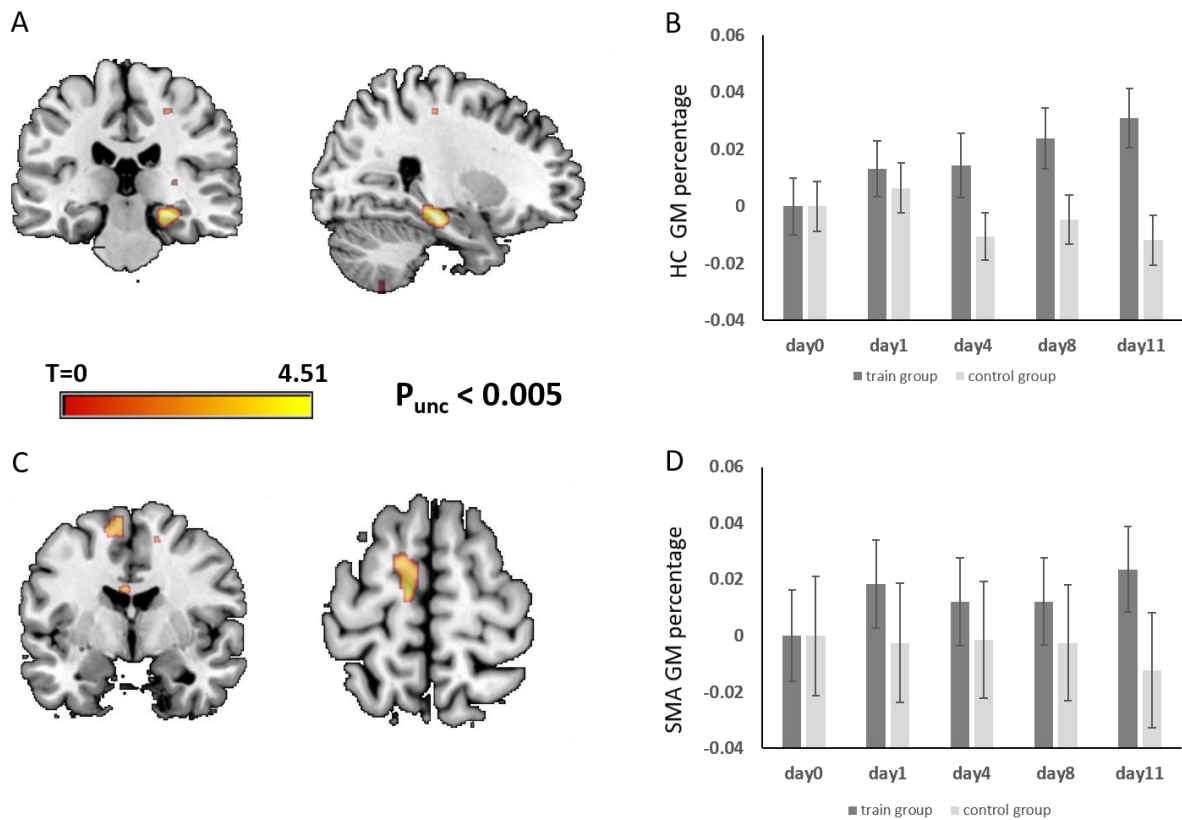 A
B
0.06
0.04
0.02
0
-0.02
-0.04
HC GM percentage
day0 day1 day4 day8 day11
train group control group
T=0 4.51
Punc < 0.005
C
D
0.06
0.04
0.02
0
-0.02
-0.04
SMA GM percentage
day0 day1 day4 day8 day11
train group control group